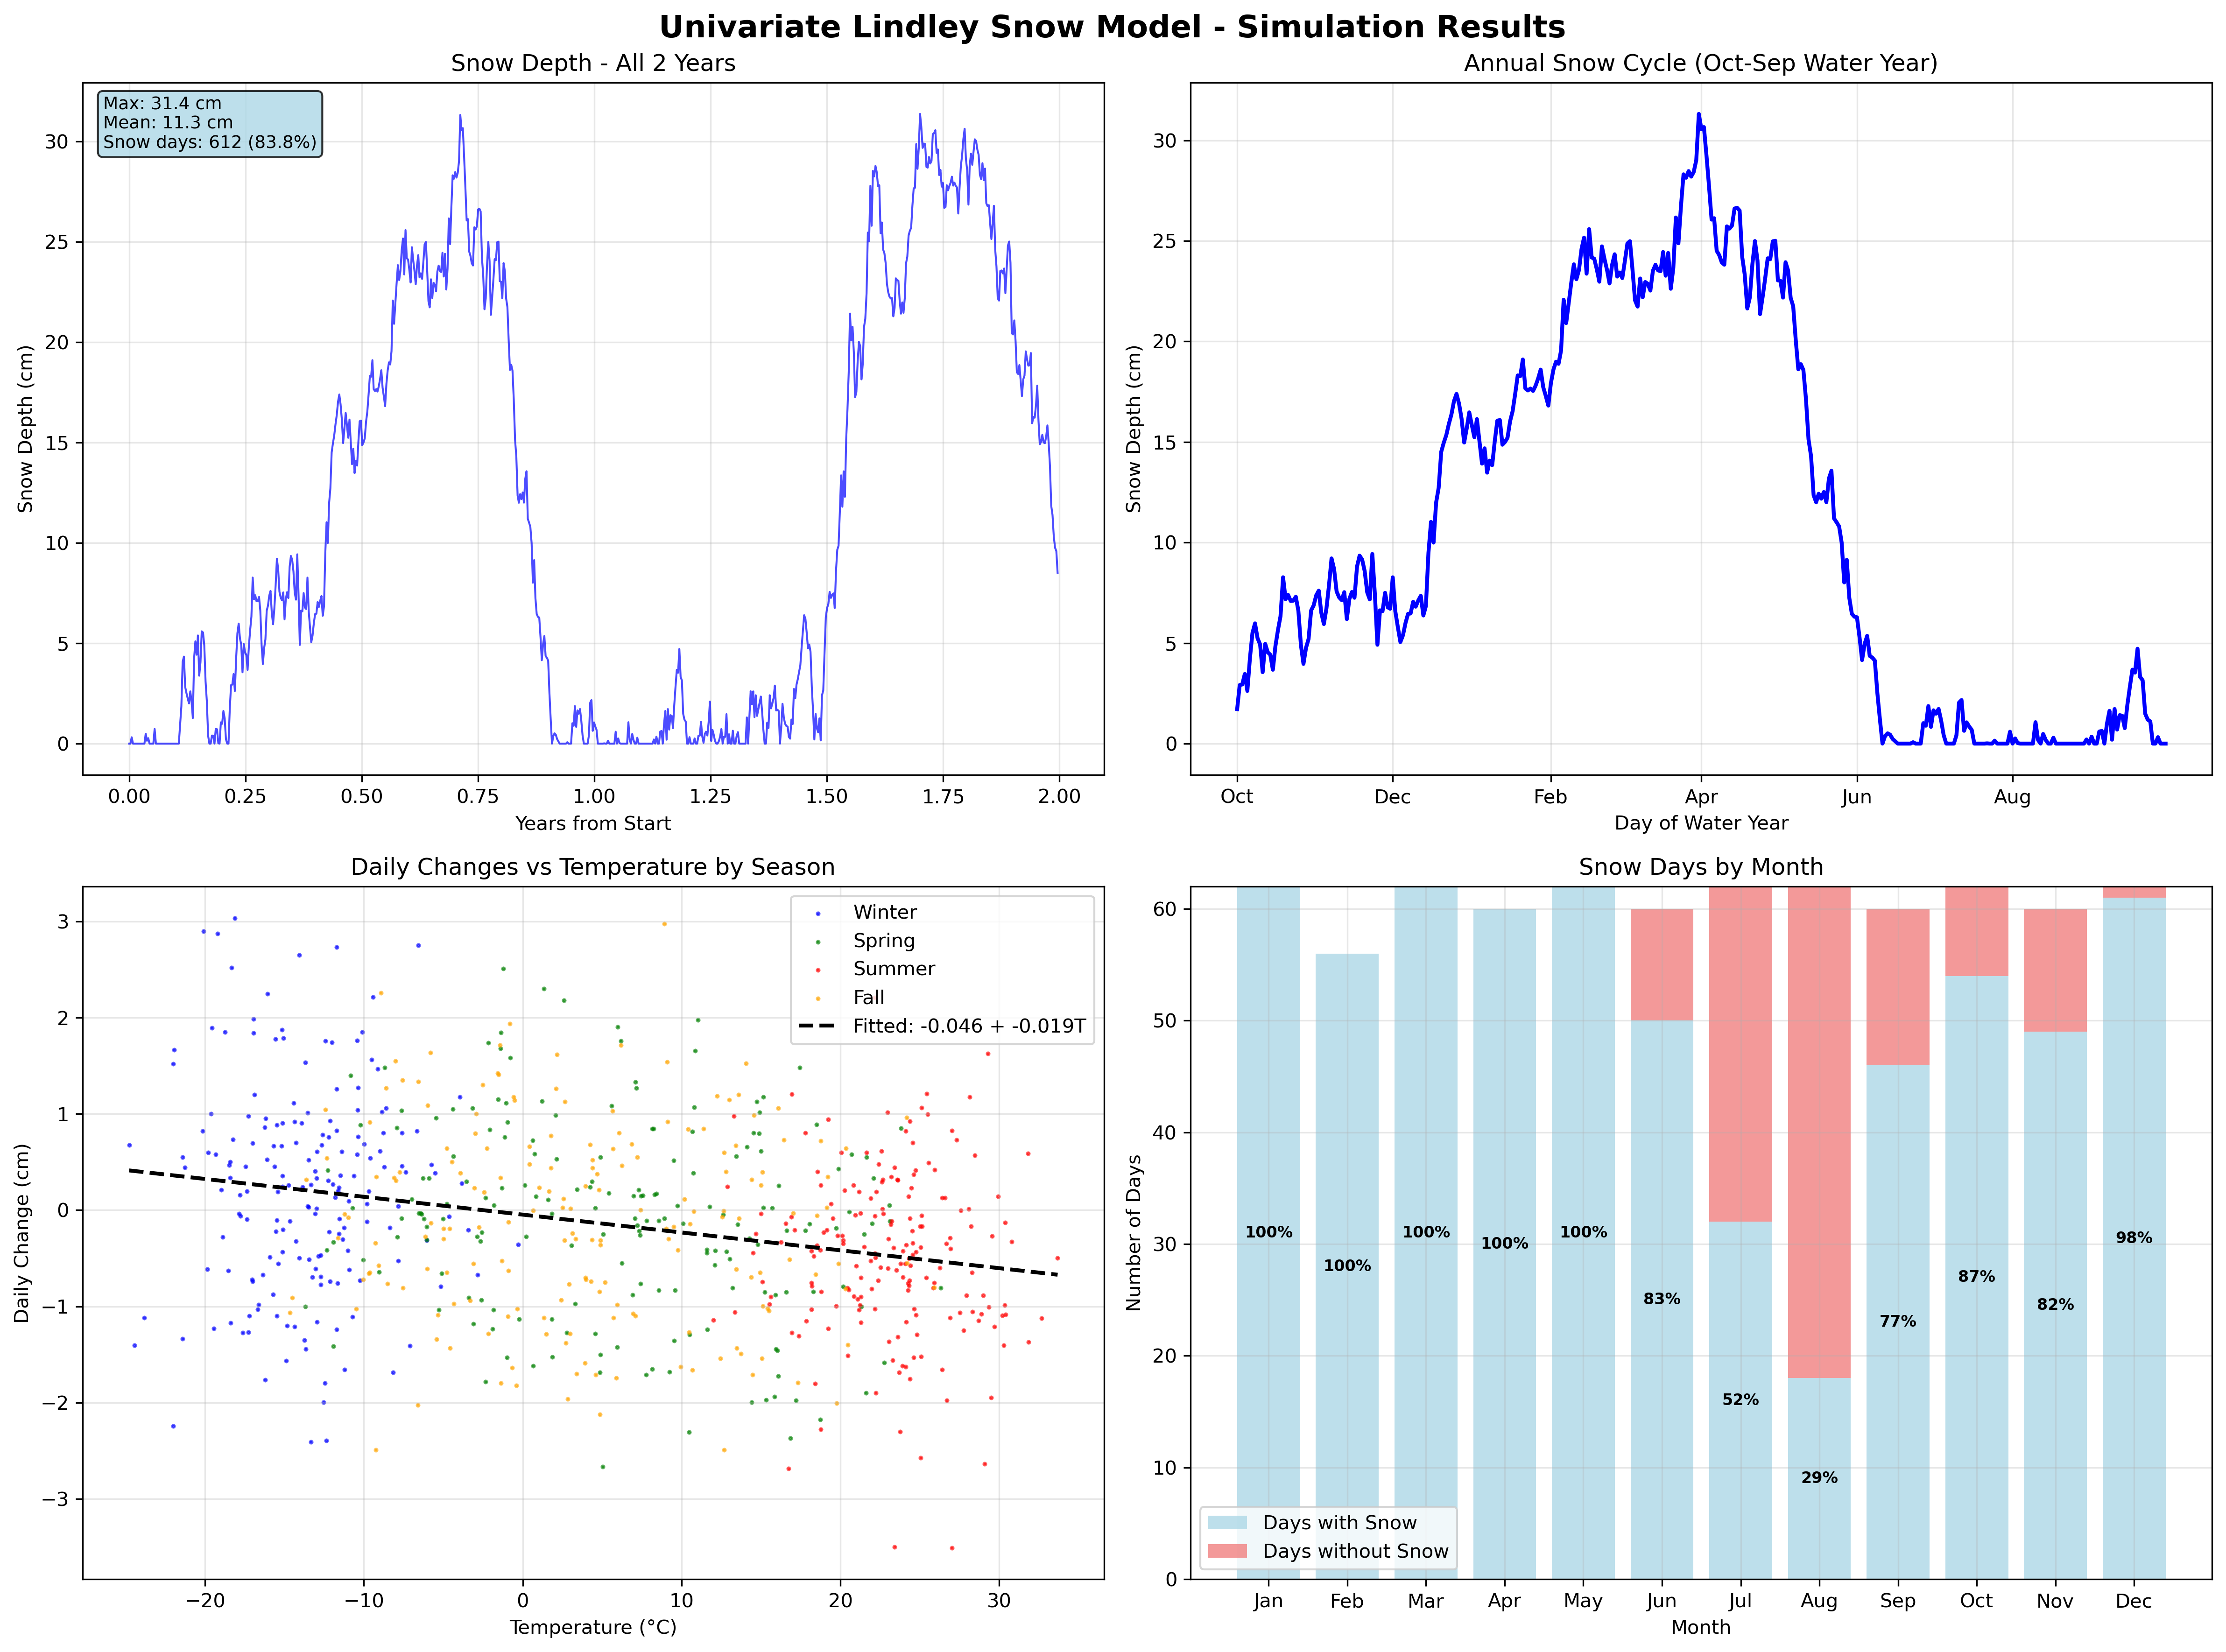 Univariate Lindley Snow Model - Simulation Results
Snow Depth - All 2 Years
Max: 31.4 cm
Mean: 11.3 cm
Snow days: 612 (83.8%)
30
25
20
15
10
5
0
Snow Depth (cm)
0.00 0.25 0.50 0.75 1.00 1.25 1.50 1.75 2.00
Years from Start
Annual Snow Cycle (Oct-Sep Water Year)
30
25
20
15
10
5
0
Snow Depth (cm)
Oct Dec Feb Apr Jun Aug
Day of Water Year
Daily Changes vs Temperature by Season
Winter
Spring
Summer
Fall
Fitted: -0.046 + -0.019T
3
2
1
0
−1
−2
−3
Daily Change (cm)
−20 −10 0 10 20 30
Temperature (°C)
Snow Days by Month
60
50
40
30
20
10
0
Number of Days
100% 100% 100% 100% 100% 83% 52% 29% 77% 87% 82% 98%
Days with Snow
Days without Snow
Jan Feb Mar Apr May Jun Jul Aug Sep Oct Nov Dec
Month